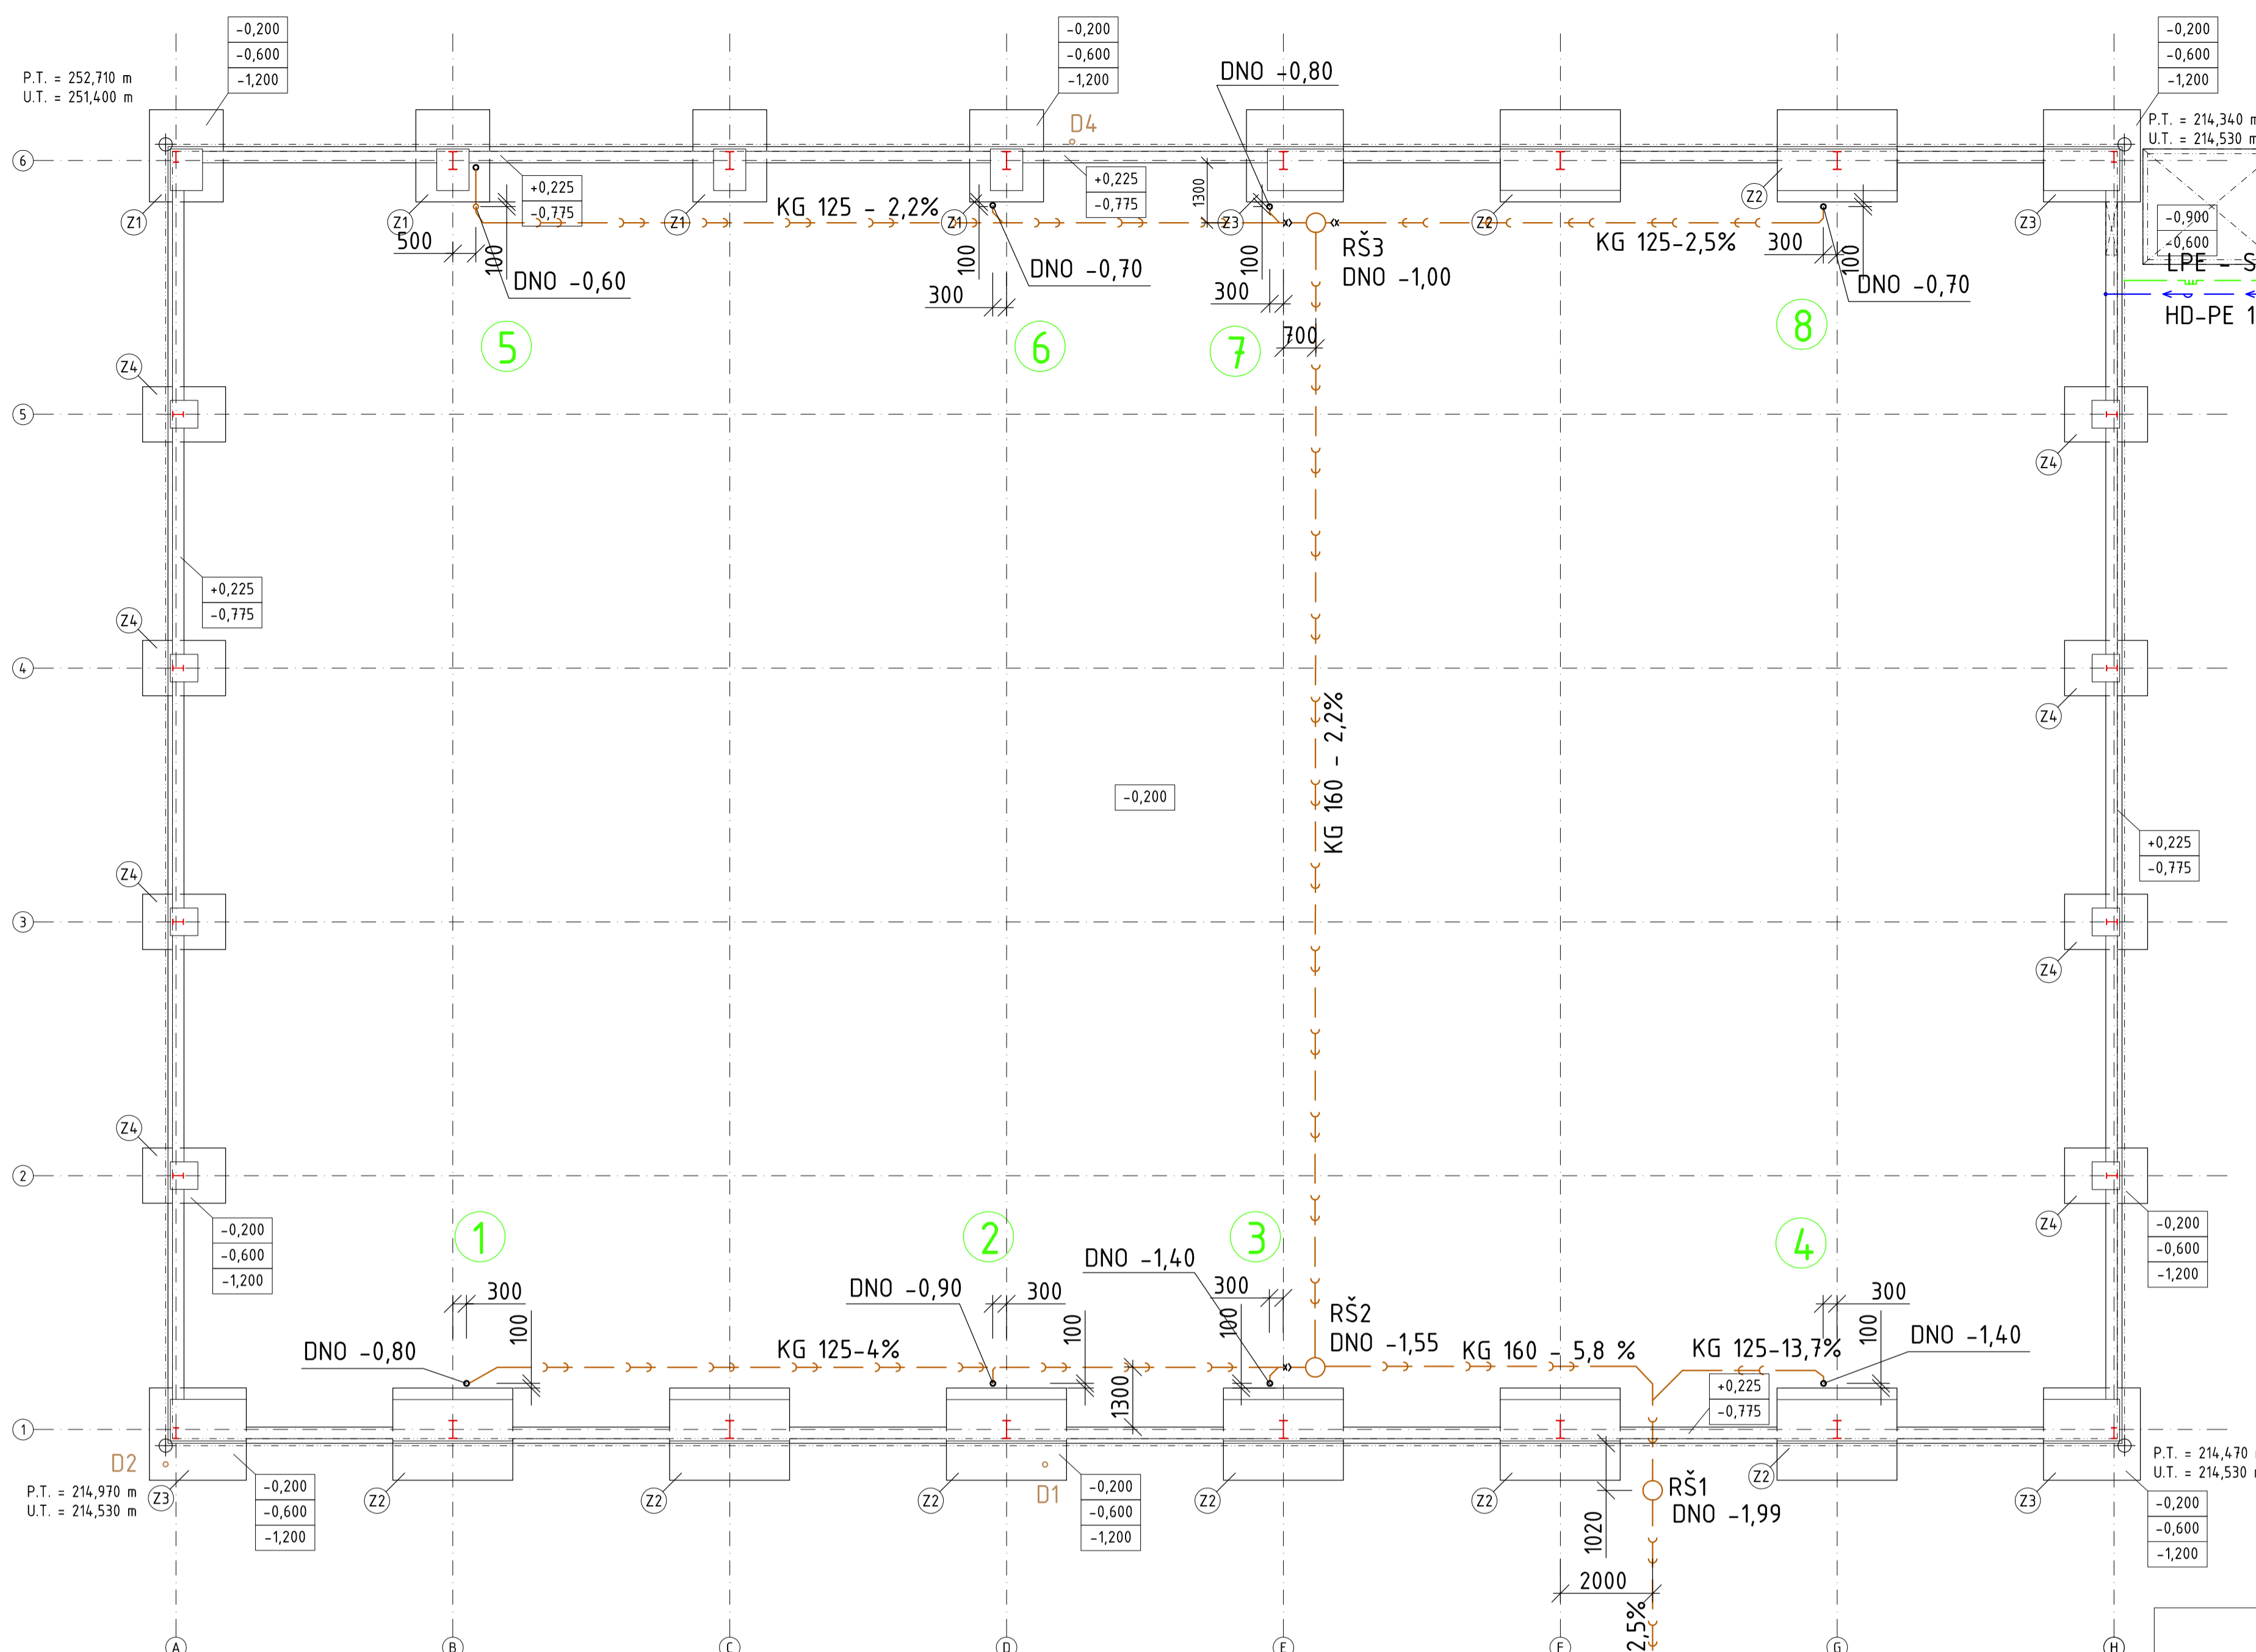 -0,200
-0,600
-1,200
-0,200
-0,600
-1,200
-0,200
-0,600
-1,200
P.T. = 252,710 m
U.T. = 251,400 m
DNO -0,80
P.T. = 214,340 m
U.T. = 214,530 m
D4
6
+0,225
-0,775
+0,225
-0,775
1300
Z1
Z1
Z1
Z1
Z3
Z2
Z2
Z3
KG 125 - 2,2%
KG 125-2,5%
-0,900
-0,600
500
100
100
100
300
100
RŠ3
DNO -1,00
DNO -0,60
DNO -0,70
DNO -0,70
300
300
LPE - S
HD-PE 1
700
5
6
7
8
Z4
5
Z4
+0,225
-0,775
Z4
4
Z4
KG 160 - 2,2%
-0,200
+0,225
-0,775
Z4
3
Z4
Z4
2
Z4
-0,200
-0,600
-1,200
-0,200
-0,600
-1,200
1
2
3
4
DNO -1,40
300
DNO -0,90
300
300
300
100
100
100
100
RŠ2
DNO -1,55
DNO -0,80
KG 125-4%
KG 160 - 5,8 %
KG 125-13,7%
DNO -1,40
1300
+0,225
-0,775
1
D2
P.T. = 214,970 m
U.T. = 214,530 m
Z3
Z2
Z2
Z2
D1
Z2
Z2
Z2
Z3
-0,200
-0,600
-1,200
-0,200
-0,600
-1,200
RŠ1
DNO -1,99
P.T. = 214,470
U.T. = 214,530
-0,200
-0,600
-1,200
1020
2000
2,5%
A
B
C
D
E
F
G
H